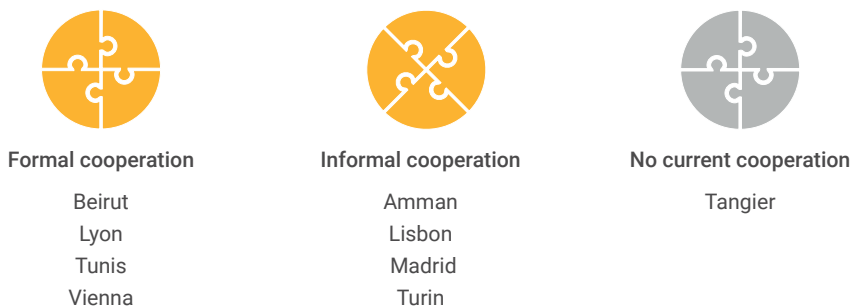 Formal cooperation
Beirut
Lyon
Tunis
Vienna
Informal cooperation
Amman
Lisbon
Madrid
Turin
No current cooperation
Tangier